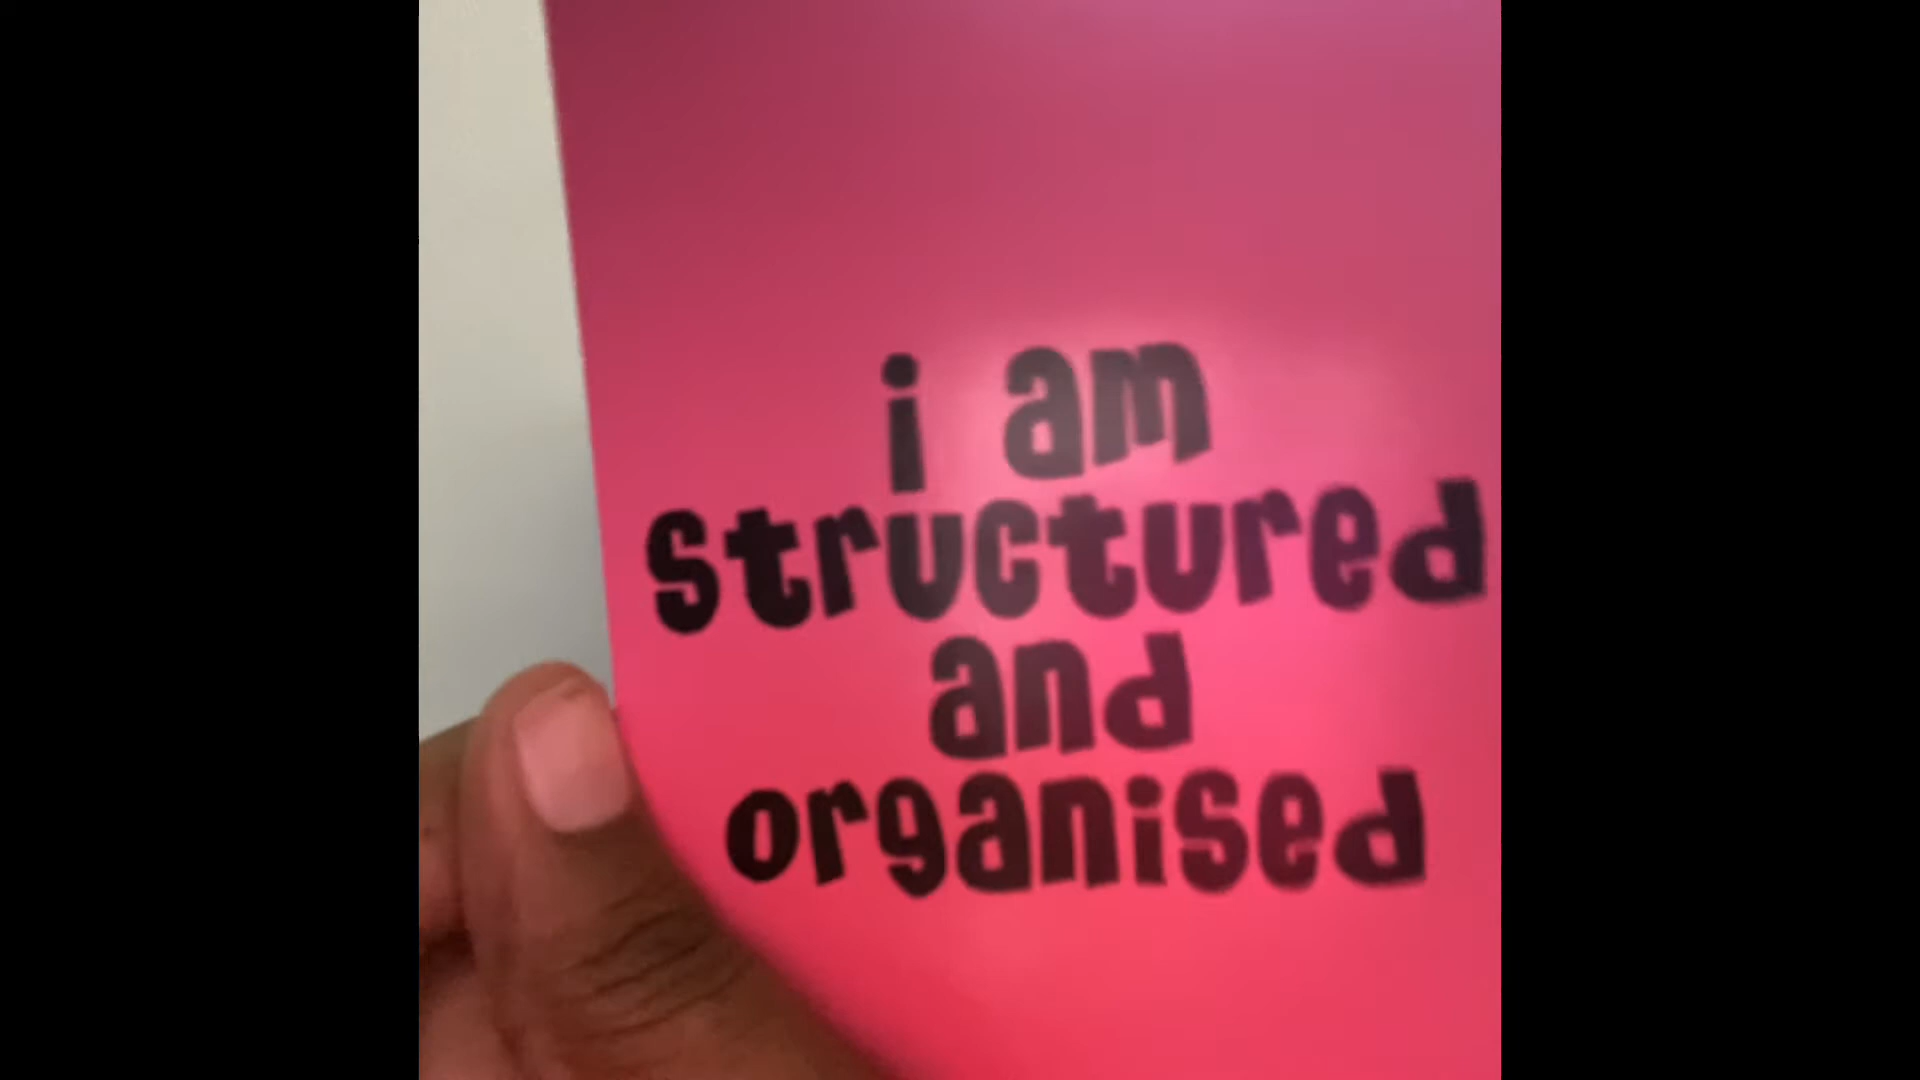 i am
structured
and
organised